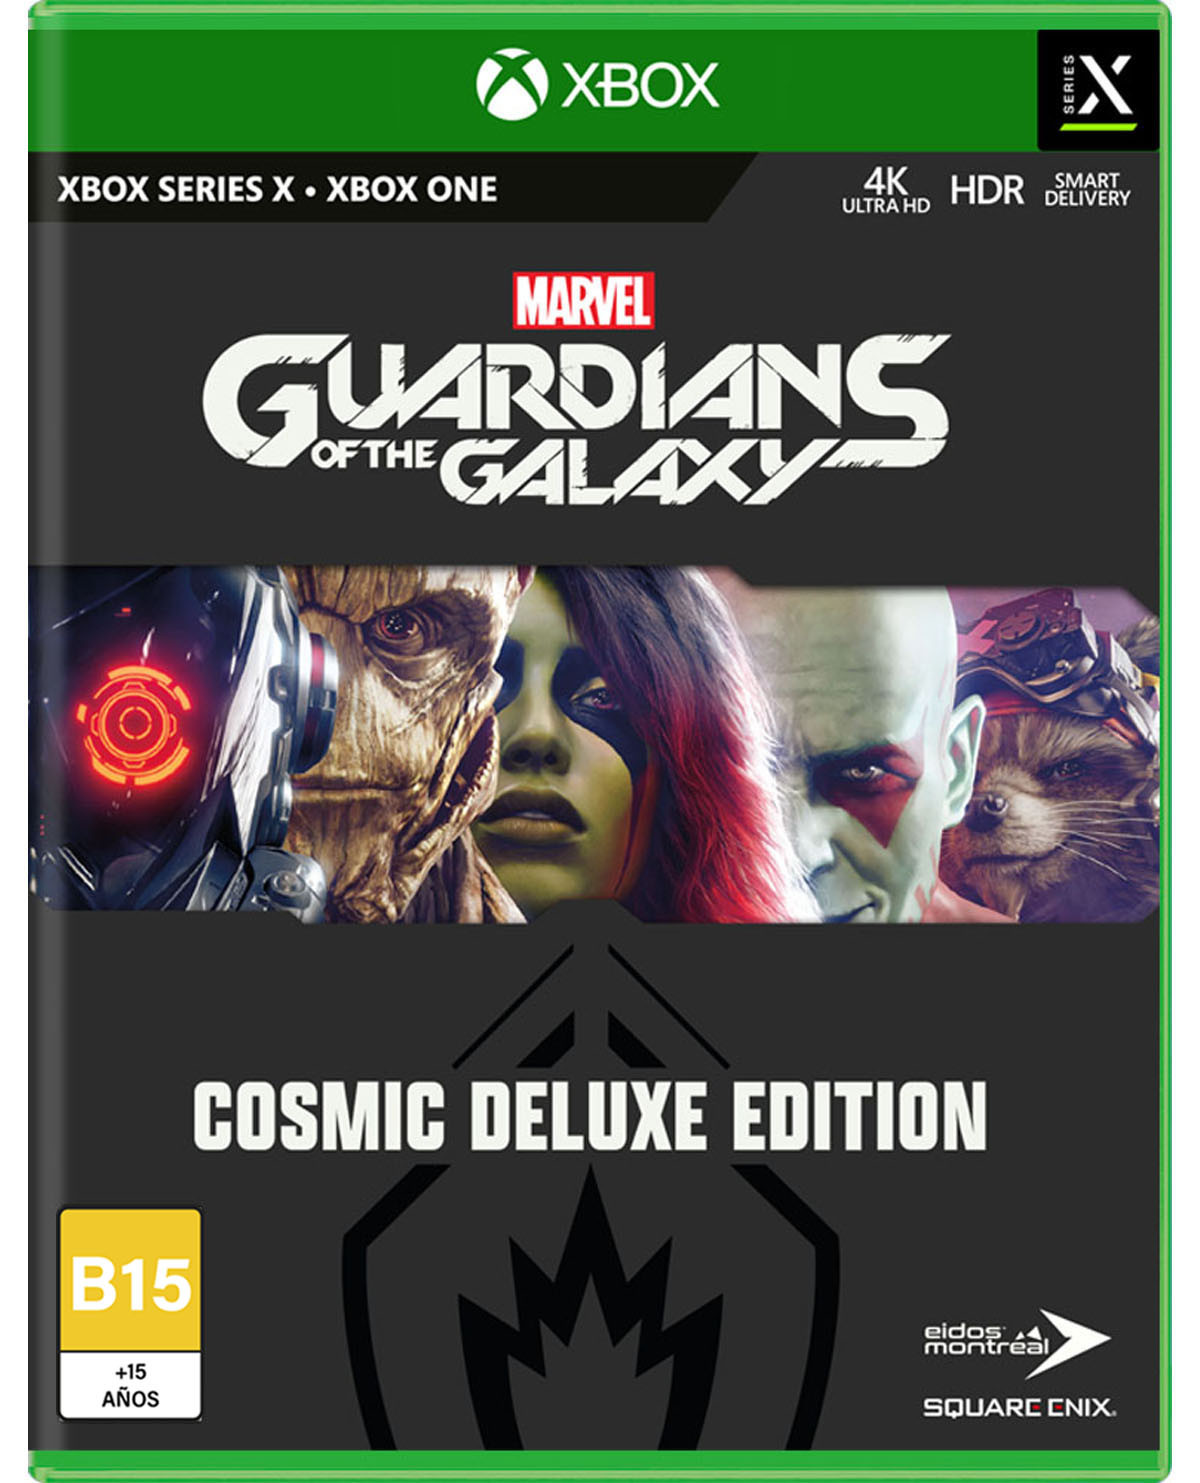 XBOX
SERIES X
XBOX SERIES X • XBOX ONE
4K
ULTRA HD
HDR
SMART
DELIVERY
MARVEL
GUARDIANS
OF THE GALAXY
COSMIC DELUXE EDITION
B15
+15
AÑOS
eidos
montréal
SQUARE ENIX.